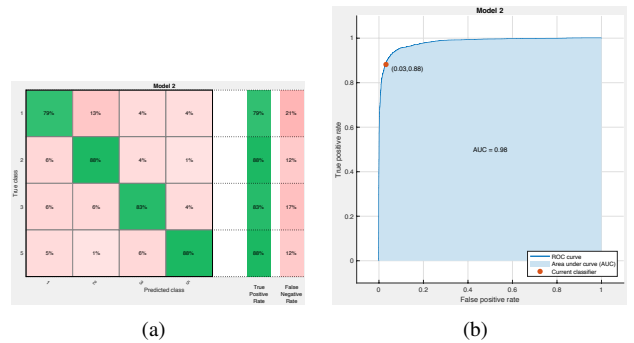 Model 2
True class
1
79%
13%
4%
4%
79%
21%
2
6%
88%
4%
1%
88%
12%
3
6%
6%
83%
4%
83%
17%
5
5%
1%
6%
88%
88%
12%
1
2
3
5
Predicted class
True
Positive
Rate
False
Negative
Rate
(a)
Model 2
True positive rate
1
0.8
0.6
0.4
0.2
0
(0.03,0.88)
AUC = 0.98
ROC curve
Area under curve (AUC)
Current classifier
0
0.2
0.4
0.6
0.8
1
False positive rate
(b)